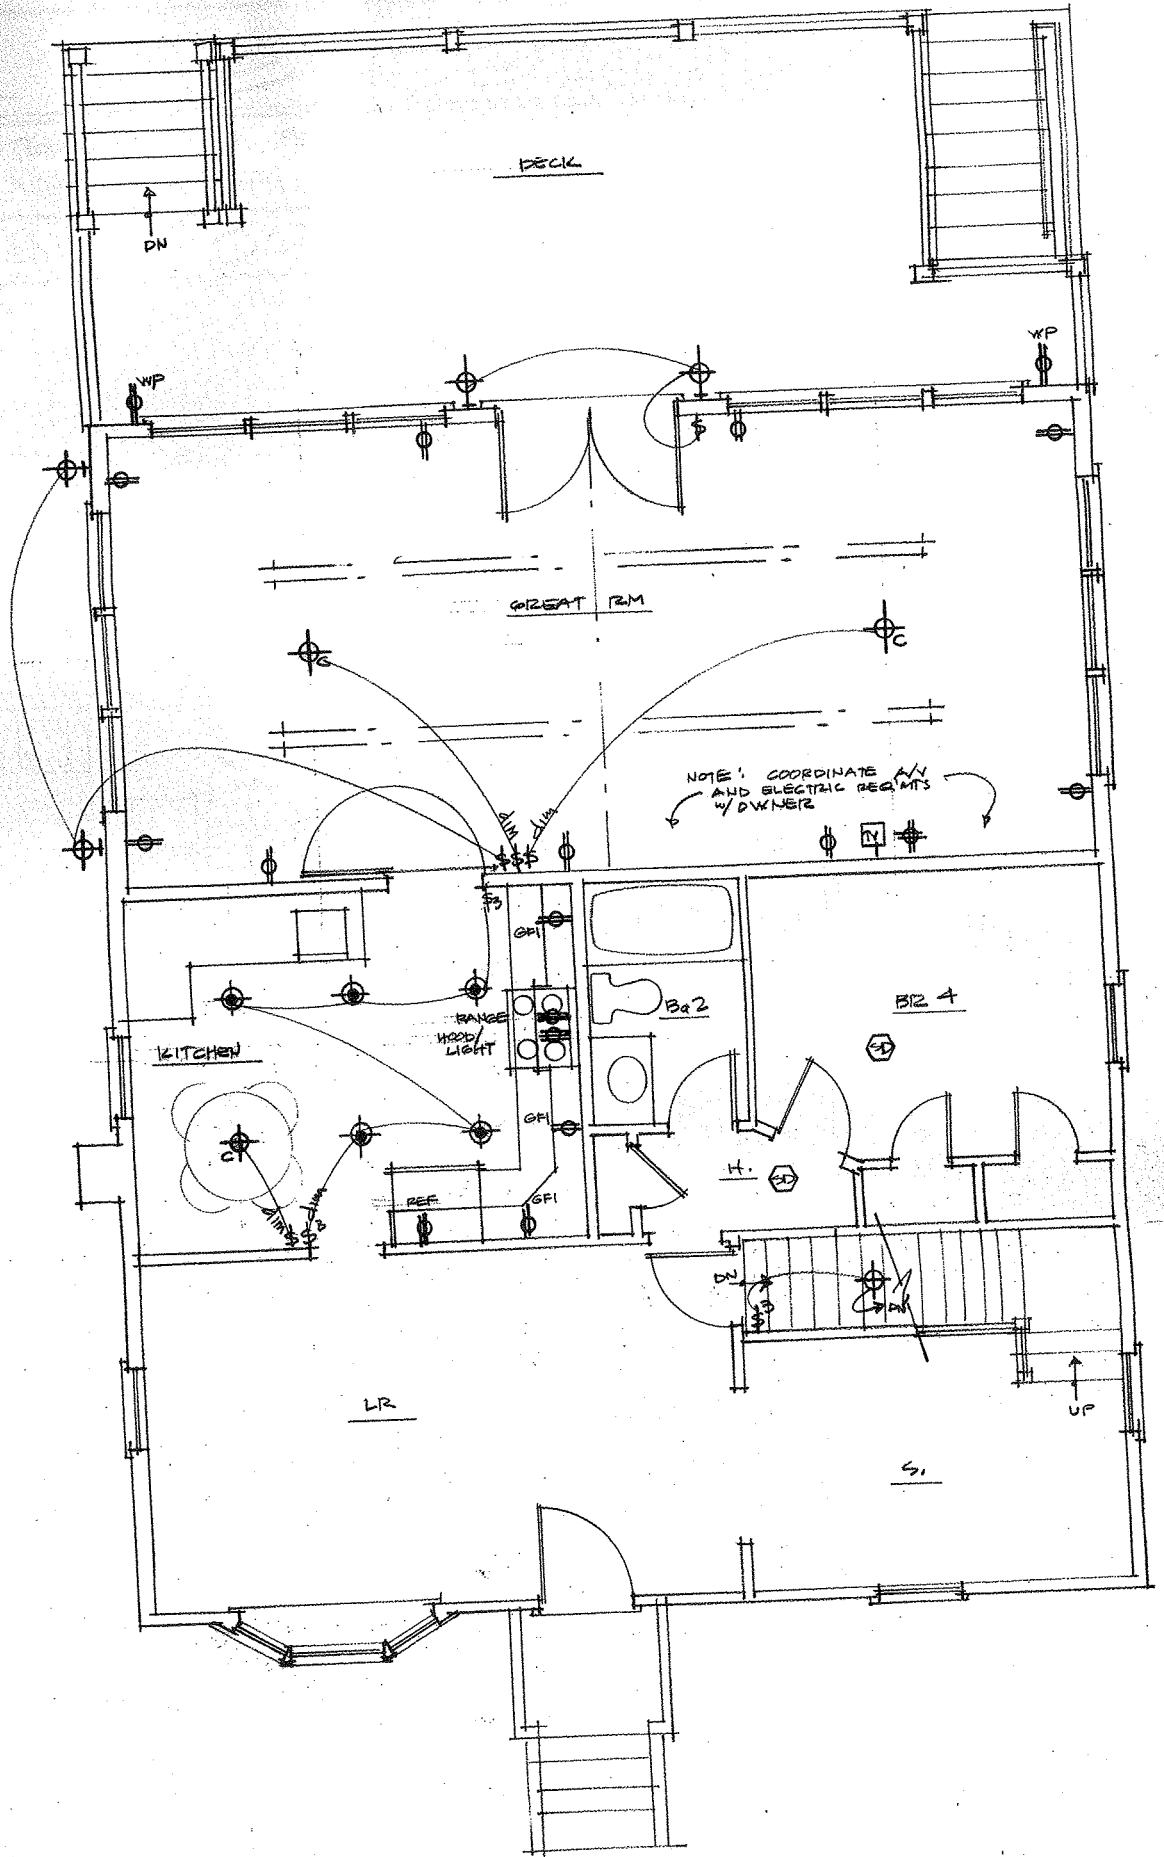 DECK
DN
WP
WP
$
GREAT RM
C
C
NOTE: COORDINATE A/V
AND ELECTRIC REQ'MTS
W/OWNER
dim
dim
$$$
$3
GFI
RANGE
HOOD/
LIGHT
Ba 2
BR 4
SD
KITCHEN
GFI
C
H.
SD
REF
GFI
dim
dim
$
$3
DN
$3
DN
LR
UP
S.